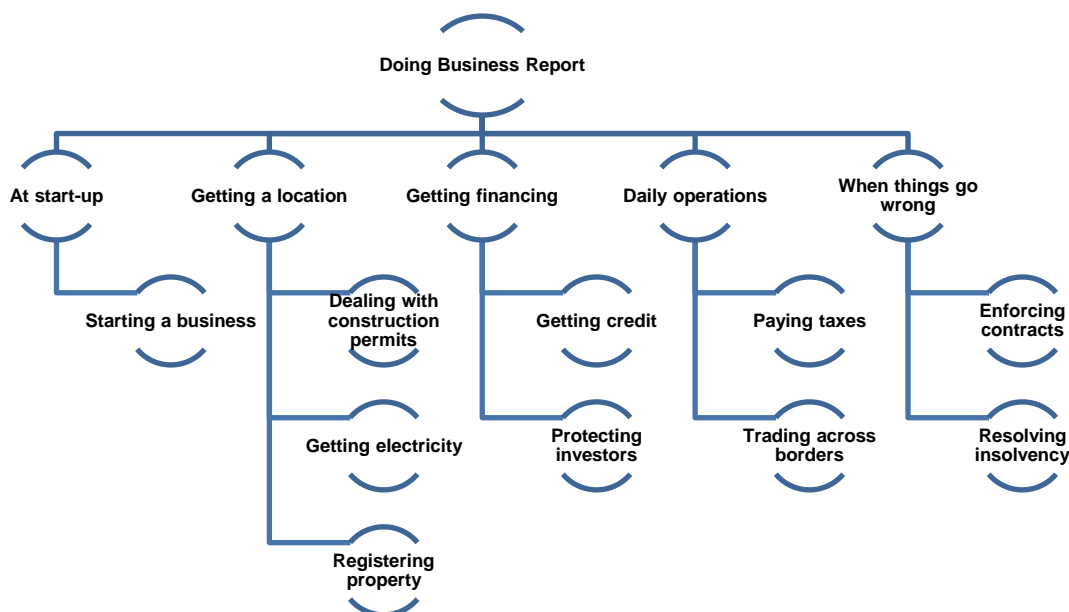 Doing Business Report
At start-up
Getting a location
Getting financing
Daily operations
When things go
wrong
Starting a business
Dealing with
construction
permits
Getting credit
Paying taxes
Enforcing
contracts
Getting electricity
Protecting
investors
Trading across
borders
Resolving
insolvency
Registering
property